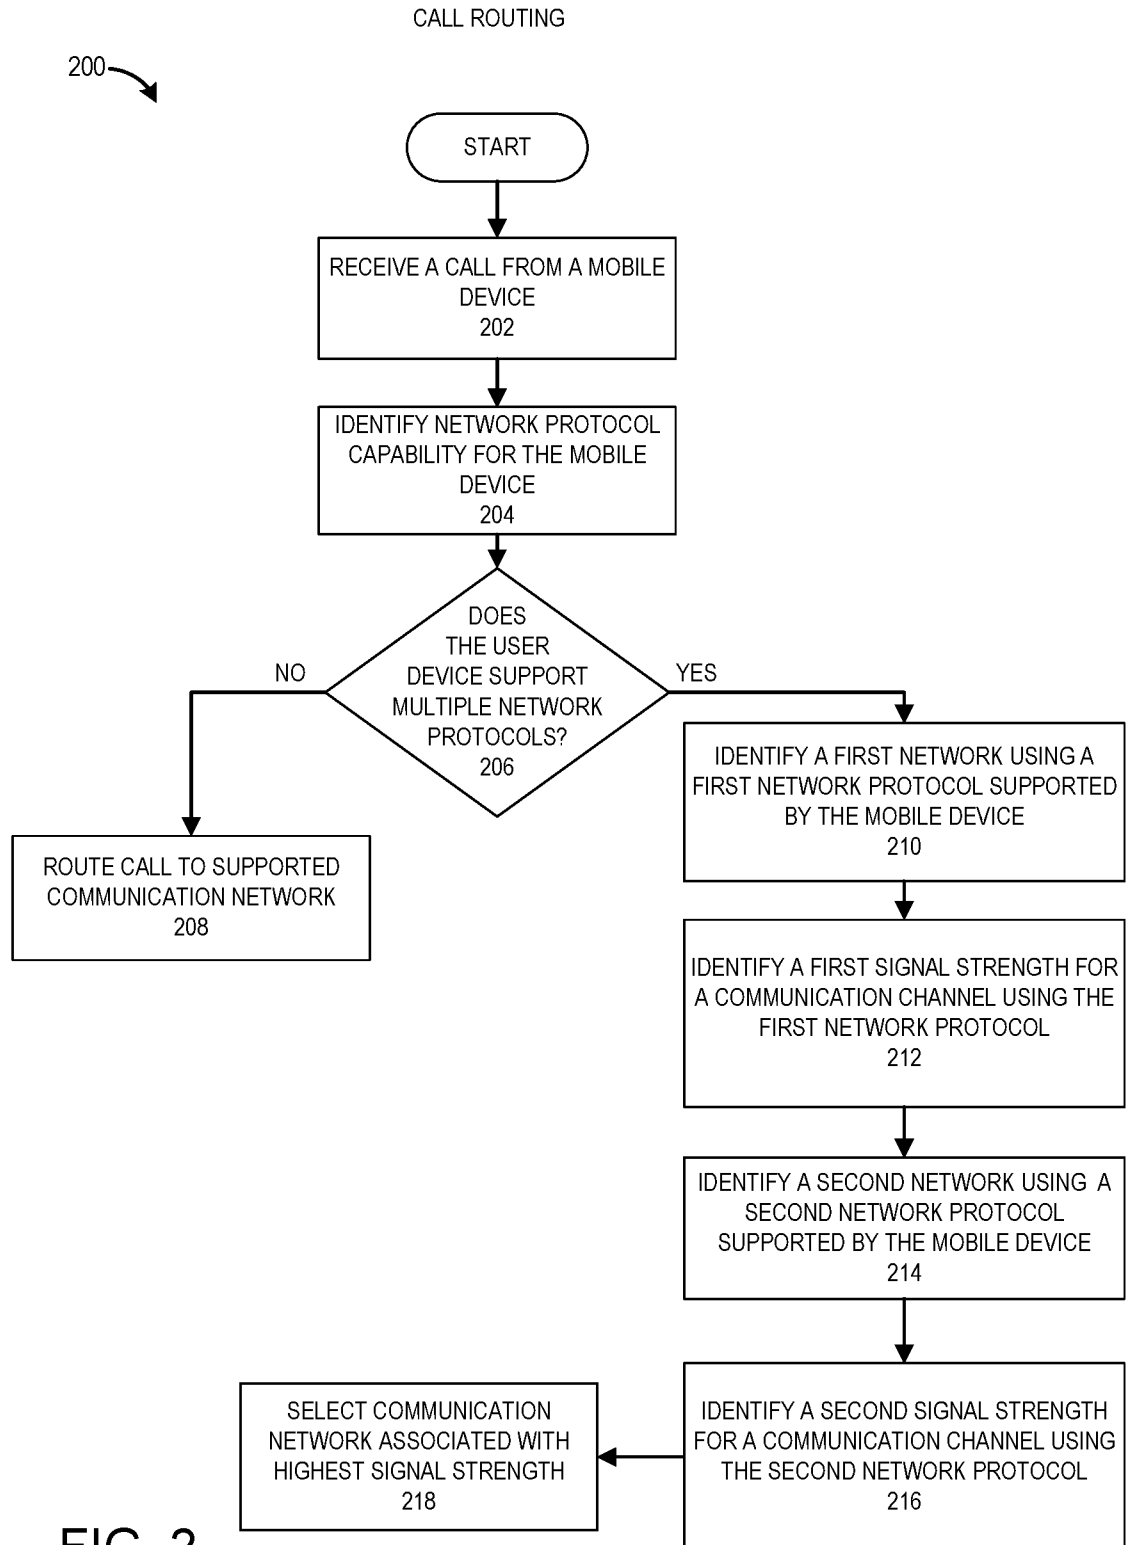 CALL ROUTING
200
START
RECEIVE A CALL FROM A MOBILE
DEVICE
202
IDENTIFY NETWORK PROTOCOL
CAPABILITY FOR THE MOBILE
DEVICE
204
DOES
THE USER
DEVICE SUPPORT
MULTIPLE NETWORK
PROTOCOLS?
206
NO
YES
ROUTE CALL TO SUPPORTED
COMMUNICATION NETWORK
208
IDENTIFY A FIRST NETWORK USING A
FIRST NETWORK PROTOCOL SUPPORTED
BY THE MOBILE DEVICE
210
IDENTIFY A FIRST SIGNAL STRENGTH FOR
A COMMUNICATION CHANNEL USING THE
FIRST NETWORK PROTOCOL
212
IDENTIFY A SECOND NETWORK USING A
SECOND NETWORK PROTOCOL
SUPPORTED BY THE MOBILE DEVICE
214
IDENTIFY A SECOND SIGNAL STRENGTH
FOR A COMMUNICATION CHANNEL USING
THE SECOND NETWORK PROTOCOL
216
SELECT COMMUNICATION
NETWORK ASSOCIATED WITH
HIGHEST SIGNAL STRENGTH
218
FIG. 2